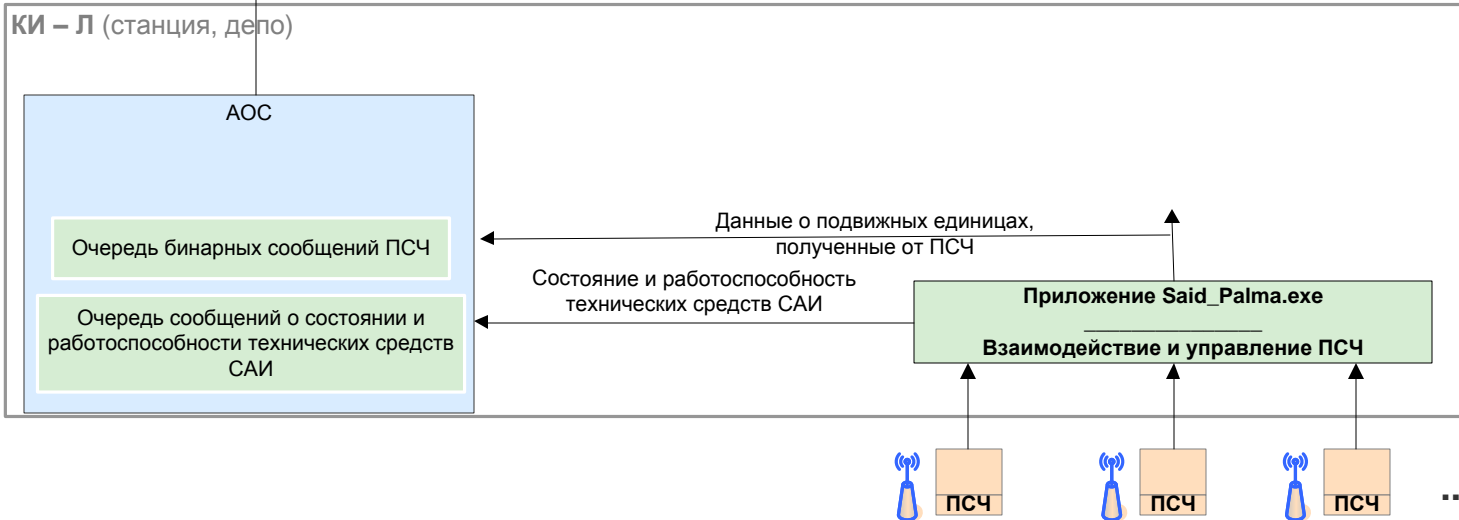 КИ – Л (станция, депо)
АОС
Очередь бинарных сообщений ПСЧ
Очередь сообщений о состоянии и
работоспособности технических средств
САИ
Данные о подвижных единицах,
полученные от ПСЧ
Состояние и работоспособность
технических средств САИ
Приложение Said_Palma.exe
_______________
Взаимодействие и управление ПСЧ
ПСЧ
ПСЧ
ПСЧ
..